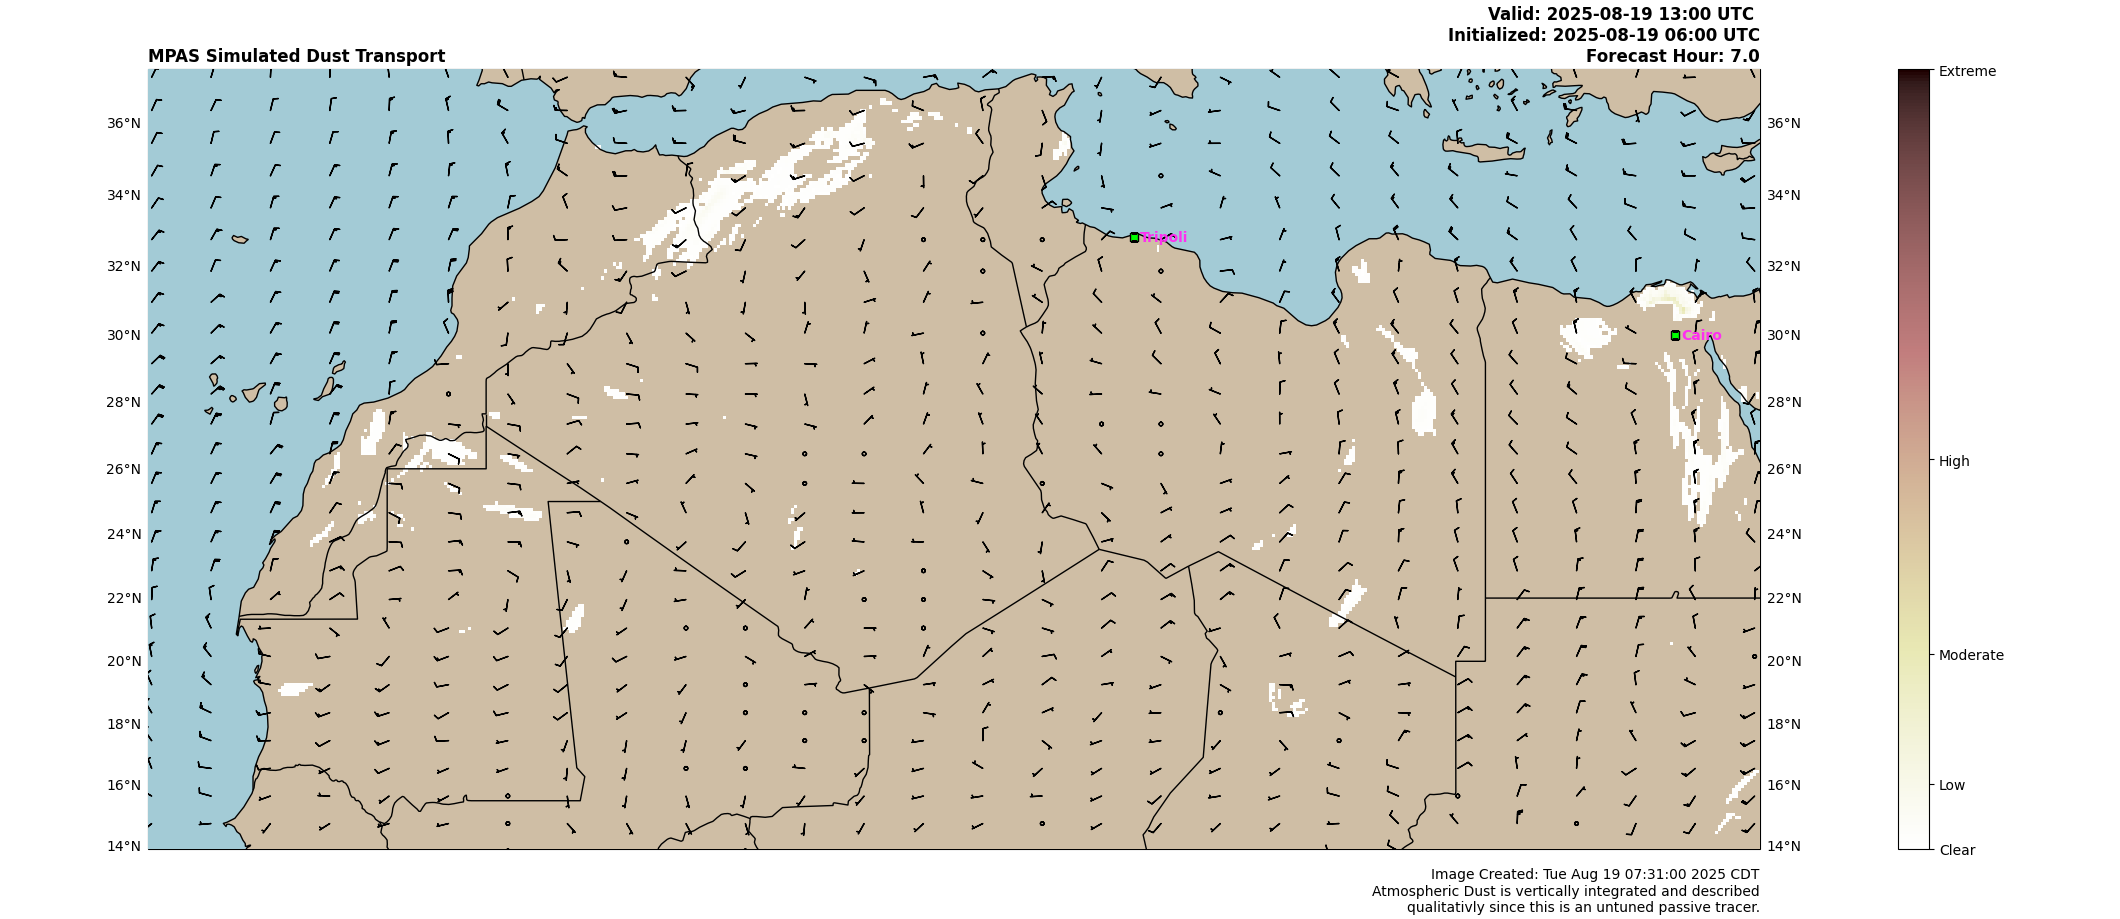 Valid: 2025-08-19 13:00 UTC
Initialized: 2025-08-19 06:00 UTC
MPAS Simulated Dust Transport
Forecast Hour: 7.0
36°N
36°N
34°N
34°N
32°N
32°N
30°N
30°N
28°N
28°N
26°N
26°N
24°N
24°N
22°N
22°N
20°N
20°N
18°N
18°N
16°N
16°N
14°N
14°N
Tripoli
Cairo
Extreme
High
Moderate
Low
Clear
Image Created: Tue Aug 19 07:31:00 2025 CDT
Atmospheric Dust is vertically integrated and described
qualitativly since this is an untuned passive tracer.